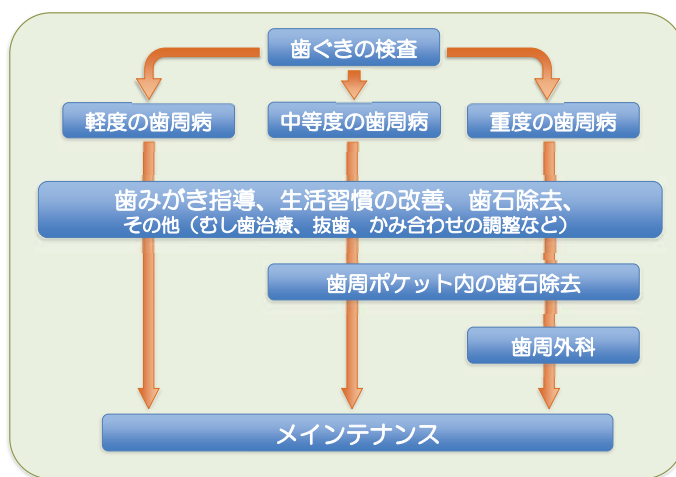 歯ぐきの検査
軽度の歯周病
中等度の歯周病
重度の歯周病
歯みがき指導、生活習慣の改善、歯石除去、
その他（むし歯治療、抜歯、かみ合わせの調整など）
歯周ポケット内の歯石除去
歯周外科
メインテナンス